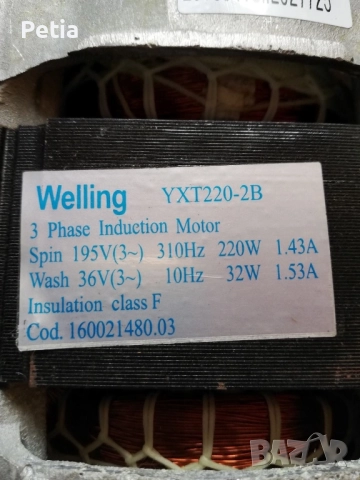 Petia
Welling YXT220-2B
3 Phase Induction Motor
Spin 195V(3~) 310Hz 220W 1.43A
Wash 36V(3~) 10Hz 32W 1.53A
Insulation class F
Cod. 160021480.03
BAZAR.BG